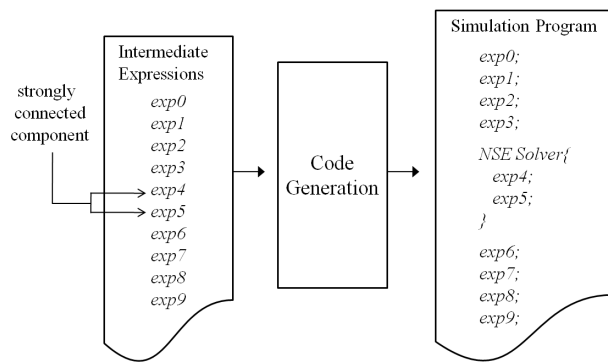 strongly
connected
component
Intermediate
Expressions
exp0
exp1
exp2
exp3
exp4
exp5
exp6
exp7
exp8
exp9
Code
Generation
Simulation Program
exp0;
exp1;
exp2;
exp3;
NSE Solver{
exp4;
exp5;
}
exp6;
exp7;
exp8;
exp9;